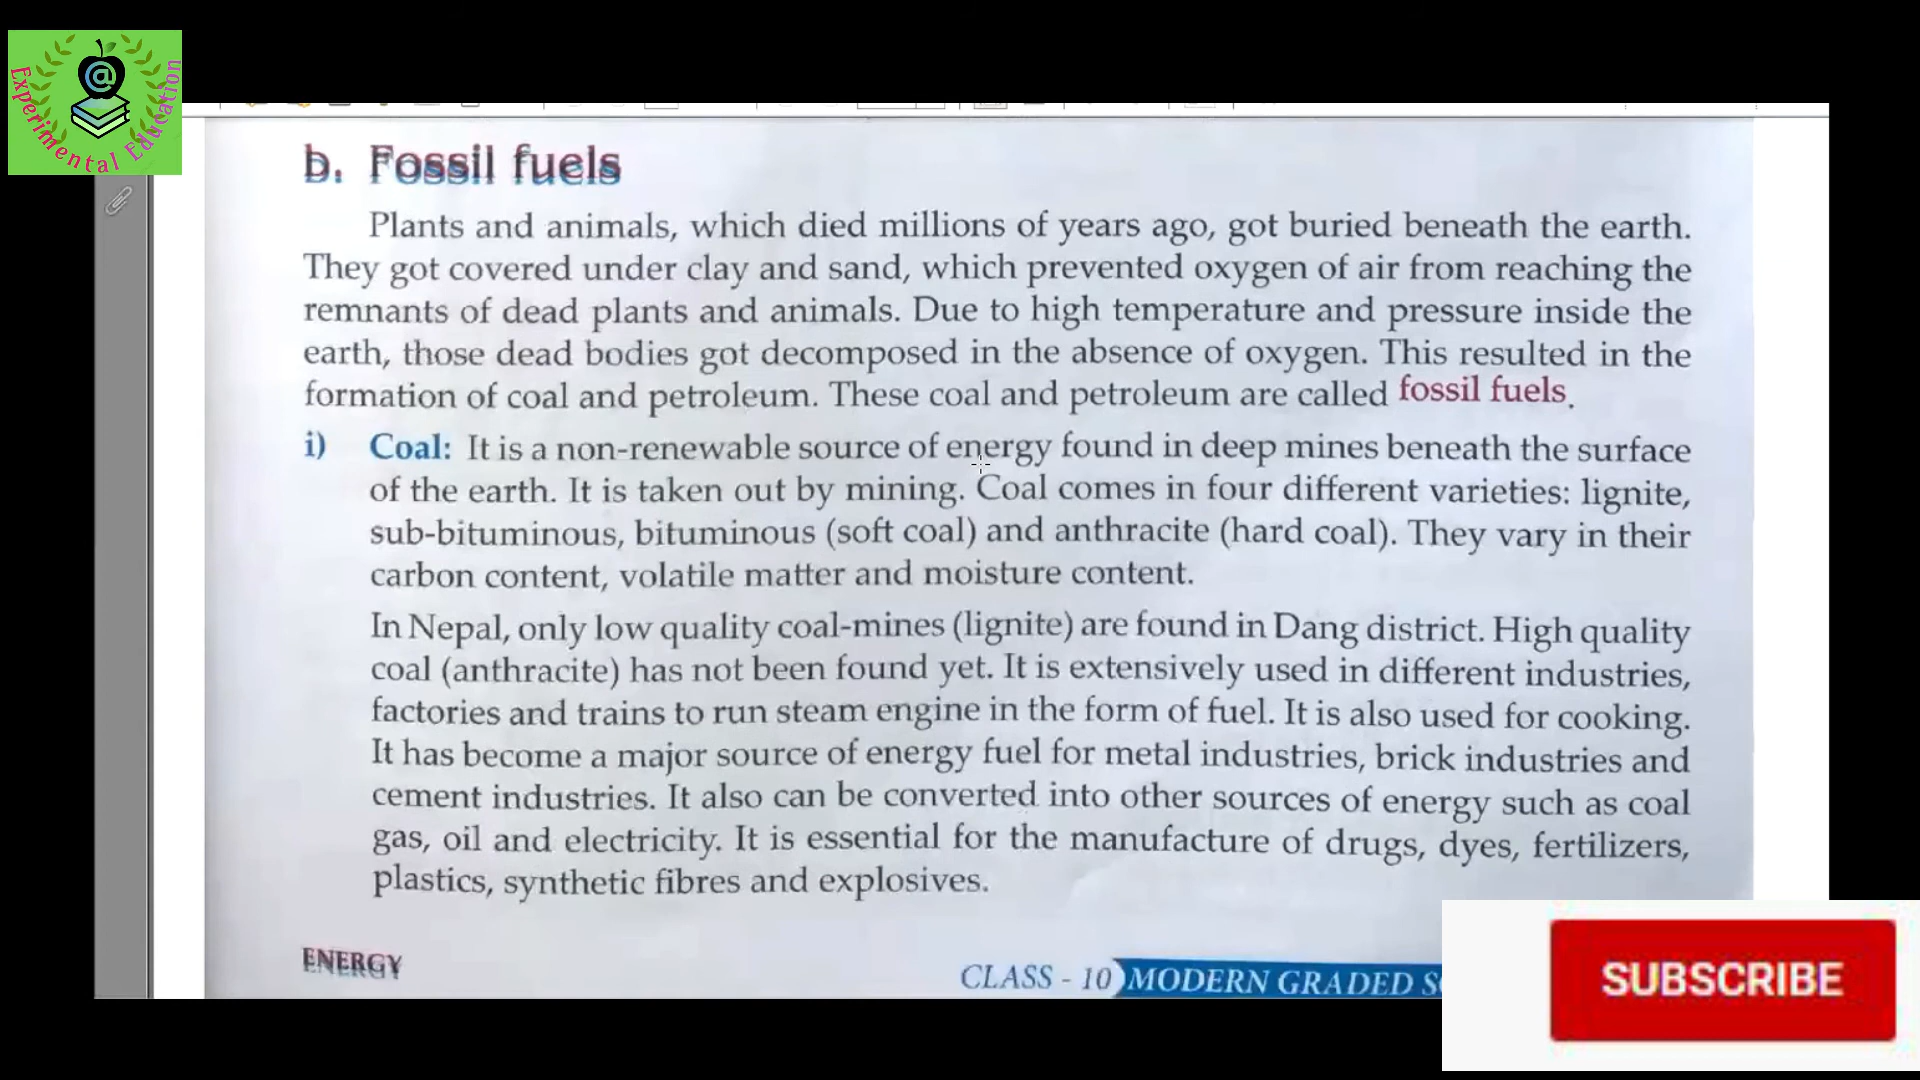 Experimental Education
@
b. Fossil fuels
Plants and animals, which died millions of years ago, got buried beneath the earth.
They got covered under clay and sand, which prevented oxygen of air from reaching the
remnants of dead plants and animals. Due to high temperature and pressure inside the
earth, those dead bodies got decomposed in the absence of oxygen. This resulted in the
formation of coal and petroleum. These coal and petroleum are called fossil fuels.
i) Coal: It is a non-renewable source of energy found in deep mines beneath the surface
of the earth. It is taken out by mining. Coal comes in four different varieties: lignite,
sub-bituminous, bituminous (soft coal) and anthracite (hard coal). They vary in their
carbon content, volatile matter and moisture content.
In Nepal, only low quality coal-mines (lignite) are found in Dang district. High quality
coal (anthracite) has not been found yet. It is extensively used in different industries,
factories and trains to run steam engine in the form of fuel. It is also used for cooking.
It has become a major source of energy fuel for metal industries, brick industries and
cement industries. It also can be converted into other sources of energy such as coal
gas, oil and electricity. It is essential for the manufacture of drugs, dyes, fertilizers,
plastics, synthetic fibres and explosives.
ENERGY
CLASS - 10 MODERN GRADED
SUBSCRIBE